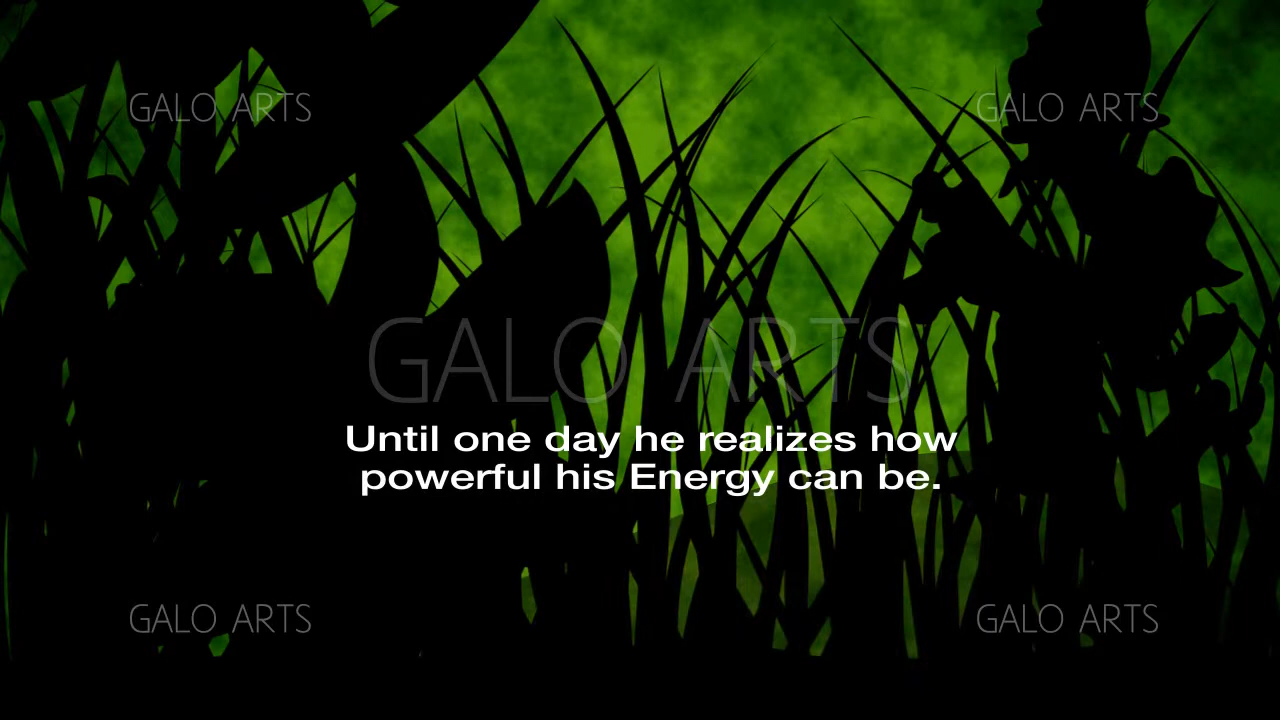 GALO ARTS GALO ARTS
GALO ARTS
Until one day he realizes how
powerful his Energy can be.
GALO ARTS GALO ARTS